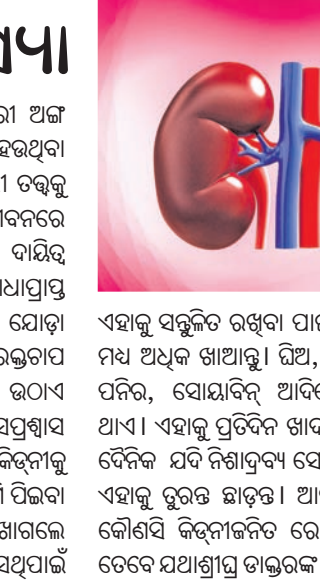 ରୀ ଅଙ୍ଗ
ହେଉଥିବା
ୀ ତତ୍ତ୍ୱକୁ
ୀବନରେ
ଦାୟିତ୍ୱ
ାଧାପ୍ରାପ୍ତ
ଯୋଡ଼ା
ରକ୍ତଚାପ
ଉଠାଏ
ସପ୍ରଶ୍ୱାସ
କିଡ୍‌ନୀକୁ
ପିଇବା
ଖାଗଲେ
ସଥିପାଇଁ
ଏହାକୁ ସନ୍ତୁଳିତ ରଖିବା ପାଇ
ମଧ୍ୟ ଅଧିକ ଖାଆନ୍ତୁ। ଘିଅ,
ପନିର, ସୋୟାବିନ୍ ଆଦିରେ
ଥାଏ। ଏହାକୁ ପ୍ରତିଦିନ ଖାଦ
ଦୈନିକ ଯଦି ନିଶାଦ୍ରବ୍ୟ ସେ
ଏହାକୁ ତୁରନ୍ତ ଛାଡ଼ନ୍ତୁ। ଆ
କୌଣସି କିଡ୍‌ନୀଜନିତ ରେ
ତେବେ ଯଥାଶୀଘ୍ର ଡାକ୍ତରଙ୍କ